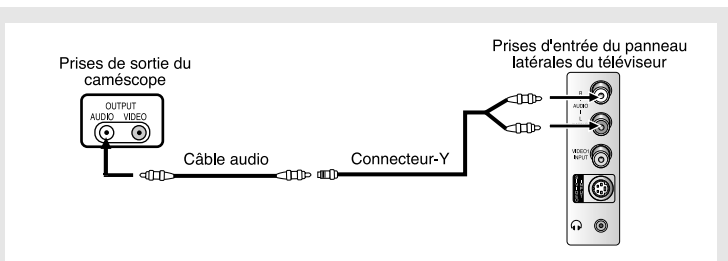 Prises de sortie du
caméscope
OUTPUT
AUDIO VIDEO
Câble audio
Connecteur-Y
Prises d'entrée du panneau
latérales du téléviseur
R
AUDIO
L
VIDEO1
INPUT